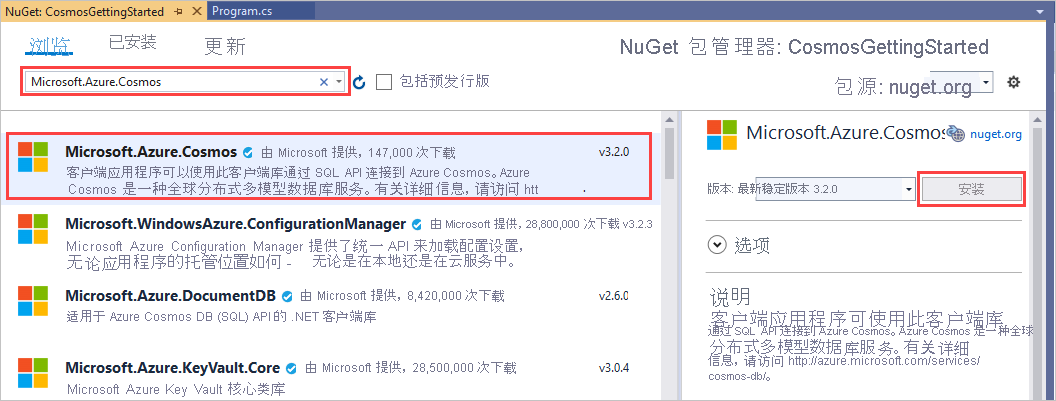 NuGet: CosmosGettingStarted
Program.cs
浏览
已安装
更新
NuGet 包管理器: CosmosGettingStarted
Microsoft.Azure.Cosmos
包括预发行版
包源: nuget.org
Microsoft.Azure.Cosmos 由 Microsoft 提供，147,000 次下载 v3.2.0
客户端应用程序可以使用此客户端库通过 SQL API 连接到 Azure Cosmos。Azure
Cosmos 是一种全球分布式多模型数据库服务。有关详细信息，请访问 htt .
Microsoft.WindowsAzure.ConfigurationManager 由 Microsoft 提供，28,800,000 次下载 v3.2.3
Microsoft Azure Configuration Manager 提供了统一 API 来加载配置设置，
无论应用程序的托管位置如何 - 无论是在本地还是在云服务中。
Microsoft.Azure.DocumentDB 由 Microsoft 提供，8,420,000 次下载 v2.6.0
适用于 Azure Cosmos DB (SQL) API 的 .NET 客户端库
Microsoft.Azure.KeyVault.Core 由 Microsoft 提供，28,500,000 次下载 v3.0.4
Microsoft Azure Key Vault 核心类库
Microsoft.Azure.Cosmos nuget.org
版本: 最新稳定版本 3.2.0
安装
选项
说明
客户端应用程序可使用此客户端库
通过 SQL API 连接到 Azure Cosmos。Azure Cosmos 是一种全球
分布式多模型数据库服务。有关详细
信息，请访问 http://azure.microsoft.com/services/
cosmos-db/。